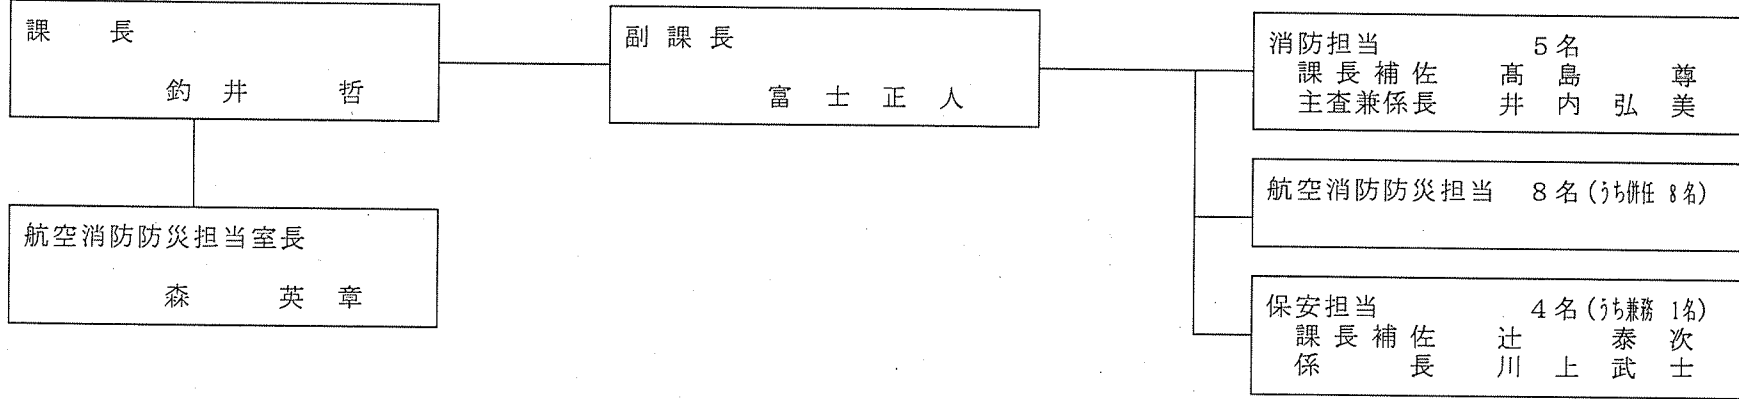 課長
釣井 哲
航空消防防災担当室長
森 英章
副課長
富士正人
消防担当 5名
課長補佐 髙島 尊
主査兼係長 井内弘美
航空消防防災担当 8名(うち併任 8名)
保安担当 4名(うち兼務 1名)
課長補佐 辻 泰次
係長 川上武士